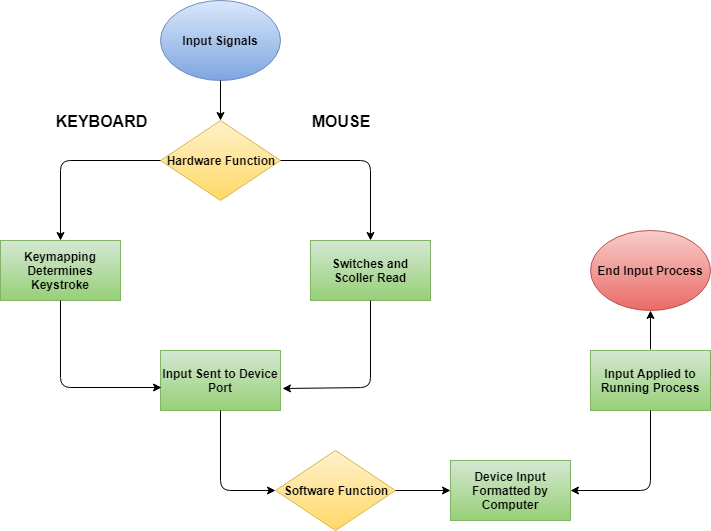 Input Signals
KEYBOARD
MOUSE
Hardware Function
Keymapping
Determines
Keystroke
Switches and
Scoller Read
End Input Process
Input Sent to Device
Port
Input Applied to
Running Process
Software Function
Device Input
Formatted by
Computer